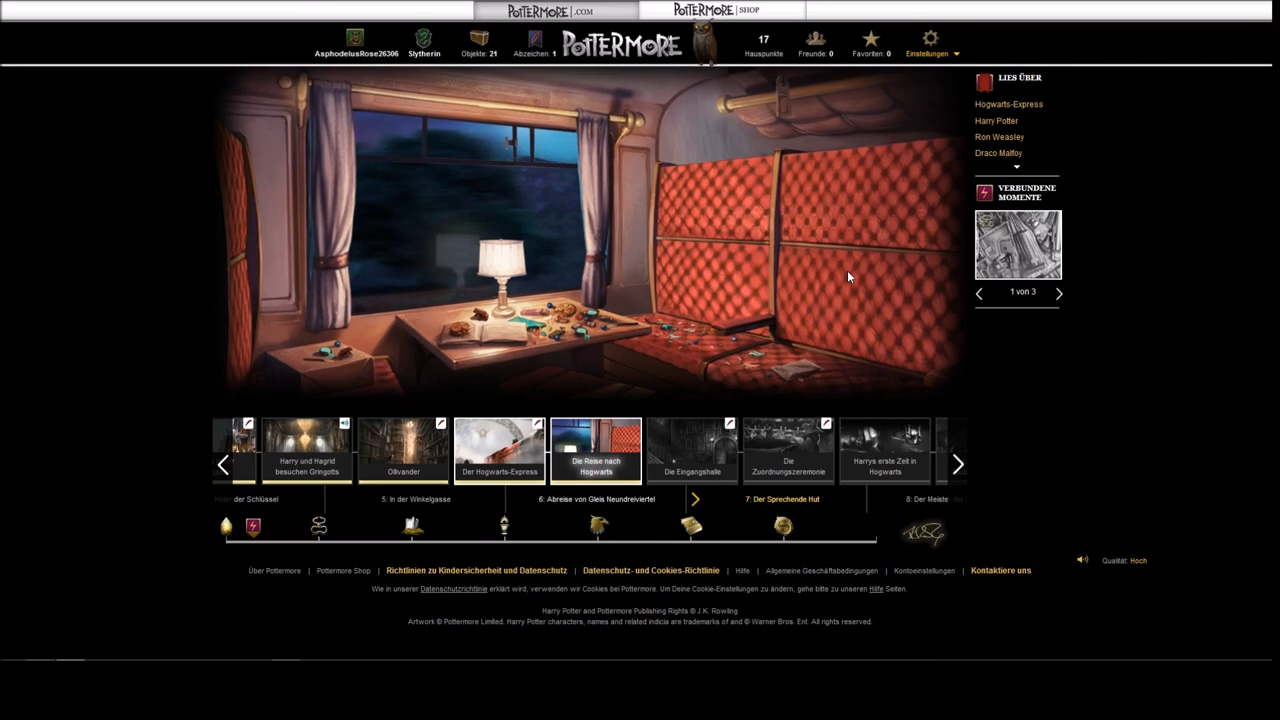 POTTERMORE .COM
POTTERMORE SHOP
AsphodelusRose26306
Slytherin
Objekte: 21
Abzeichen: 1
POTTERMORE
17
Hauspunkte
Freunde: 0
Favoriten: 0
Einstellungen
LIES ÜBER
Hogwarts-Express
Harry Potter
Ron Weasley
Draco Malfoy
VERBUNDENE
MOMENTE
1 von 3
Harry und Hagrid
besuchen Gringotts
Ollivander
Der Hogwarts-Express
Die Reise nach
Hogwarts
Die Eingangshalle
Die
Zuordnungszeremonie
Harrys erste Zeit in
Hogwarts
der Schlüssel
5: In der Winkelgasse
6: Abreise von Gleis Neundreiviertel
7: Der Sprechende Hut
8: Der Meister
Qualität: Hoch
Über Pottermore | Pottermore Shop | Richtlinien zu Kindersicherheit und Datenschutz | Datenschutz- und Cookies-Richtlinie | Hilfe | Allgemeine Geschäftsbedingungen | Kontoeinstellungen | Kontaktiere uns
Wie in unserer Datenschutzrichtlinie erklärt wird, verwenden wir Cookies bei Pottermore. Um Deine Cookie-Einstellungen zu ändern, gehe bitte zu unseren Hilfe Seiten.
Harry Potter and Pottermore Publishing Rights © J.K. Rowling
Artwork © Pottermore Limited. Harry Potter characters, names and related indicia are trademarks of and © Warner Bros. Ent. All rights reserved.